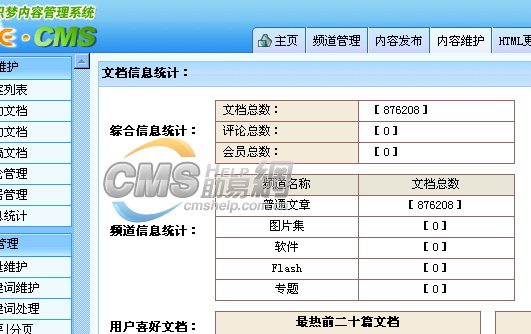 织梦内容管理系统
CMS
主页
频道管理
内容发布
内容维护
HTML更
维护
文档信息统计：
列表
文档
综合信息统计：
文档总数： 【 876208 】
评论总数： 【 0 】
会员总数： 【 0 】
文档
文档
管理
管理
统计
CMS HELP 助易網
cmshelp.com
频道信息统计：
频道名称 文档总数
普通文章 【 876208 】
图片集 【 0 】
软件 【 0 】
Flash 【 0 】
专题 【 0 】
管理
维护
键词维护
键词处理
分页
用户喜好文档：
最热前二十篇文档